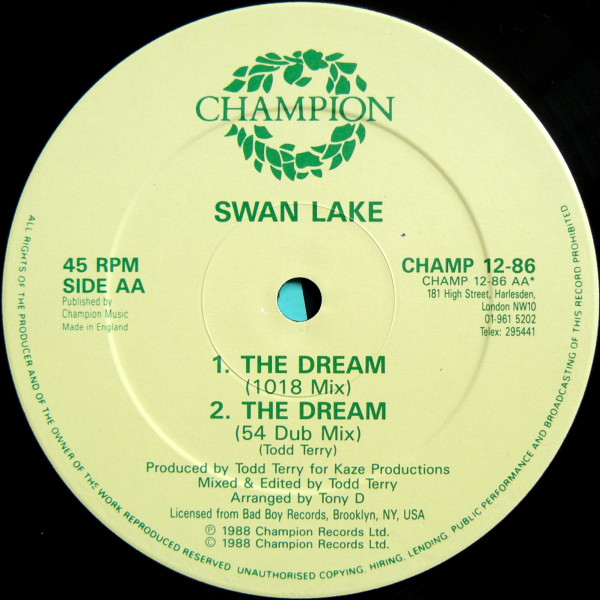 CHAMPION
SWAN LAKE
45 RPM
SIDE AA
Published by
Champion Music
Made in England
CHAMP 12-86
CHAMP 12-86 AA*
181 High Street, Harlesden,
London NW10
01-961 5202
Telex: 295441
1. THE DREAM
(1018 Mix)
2. THE DREAM
(54 Dub Mix)
(Todd Terry)
Produced by Todd Terry for Kaze Productions
Mixed & Edited by Todd Terry
Arranged by Tony D
Licensed from Bad Boy Records, Brooklyn, NY, USA
℗ 1988 Champion Records Ltd.
© 1988 Champion Records Ltd.
ALL RIGHTS OF THE PRODUCER AND OF THE OWNER OF THE WORK REPRODUCED RESERVED. UNAUTHORISED COPYING. HIRING. LENDING. PUBLIC PERFORMANCE AND BROADCASTING OF THIS RECORD PROHIBITED